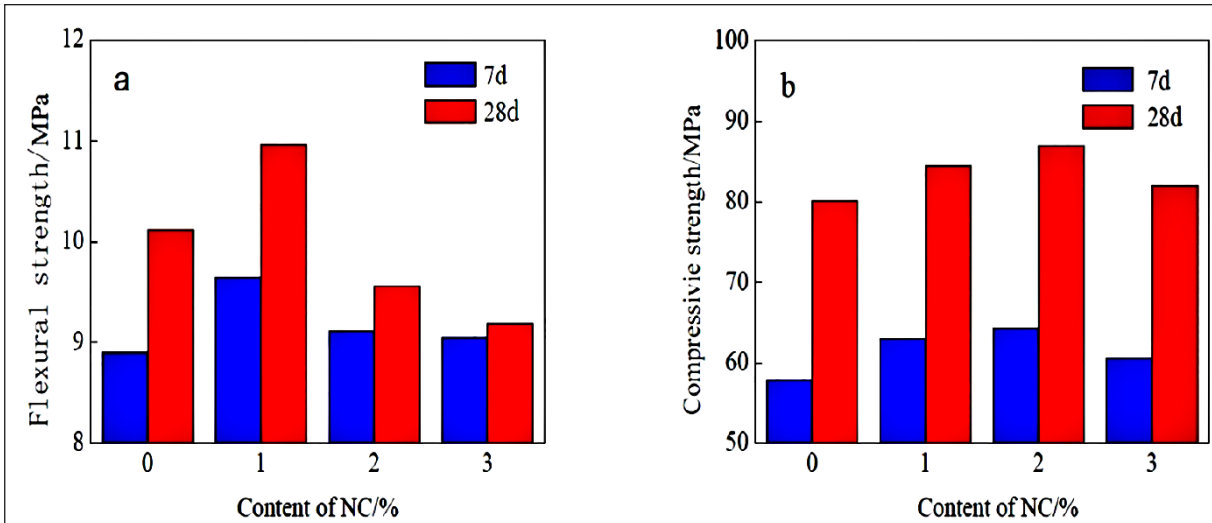 a
7d
28d
Flexural strength/MPa
12
11
10
9
8
0 1 2 3
Content of NC/%
b
7d
28d
Compressivie strength/MPa
100
90
80
70
60
50
0 1 2 3
Content of NC/%